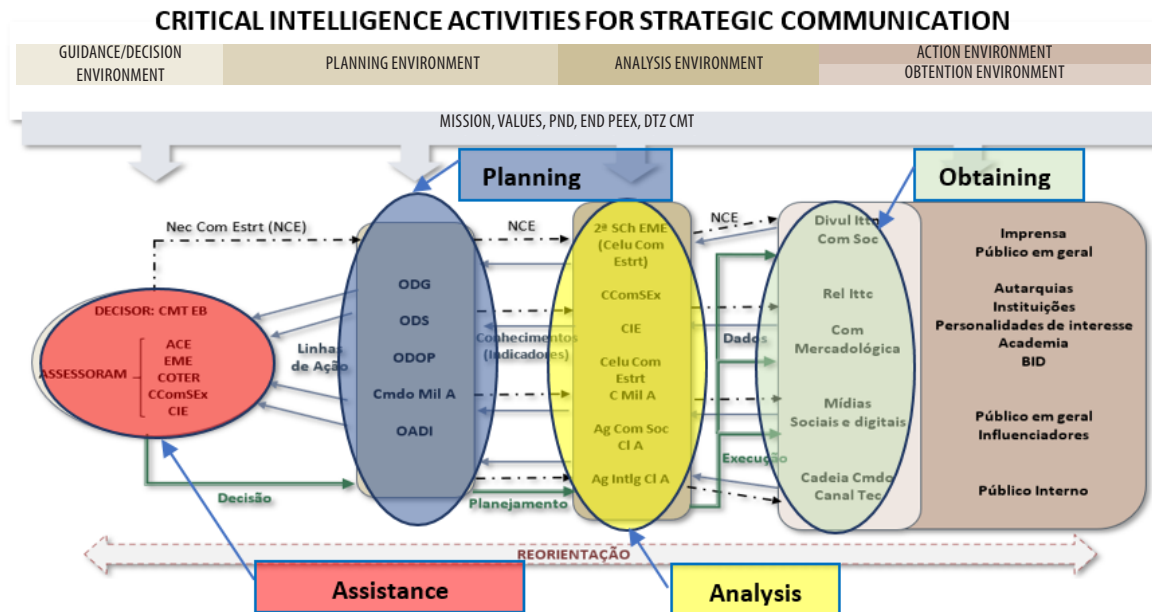 CRITICAL INTELLIGENCE ACTIVITIES FOR STRATEGIC COMMUNICATION
GUIDANCE/DECISION
ENVIRONMENT
PLANNING ENVIRONMENT
ANALYSIS ENVIRONMENT
ACTION ENVIRONMENT
OBTENTION ENVIRONMENT
MISSION, VALUES, PND, END PEEX, DTZ CMT
Planning
Obtaining
Nec Com Estrt (NCE)
NCE
NCE
DECISOR: CMT EB
ASSESSORAM
ACE
EME
COTER
CComSEx
CIE
Linhas
de Ação
ODG
ODS
ODOP
Cmdo Mil A
OADI
Conhecimentos
(Indicadores)
2ª SCh EME
(Celu Com
Estrt)
CComSEx
CIE
Celu Com
Estrt
C Mil A
Ag Com Soc
Cl A
Ag Intlg Cl A
Dados
Execução
Divul Ittc
Com Soc
Rel Ittc
Com
Mercadológica
Mídias
Sociais e digitais
Cadeia Cmdo
Canal Tec
Imprensa
Público em geral
Autarquias
Instituições
Personalidades de interesse
Academia
BID
Público em geral
Influenciadores
Público Interno
Decisão
Planejamento
REORIENTAÇÃO
Assistance
Analysis